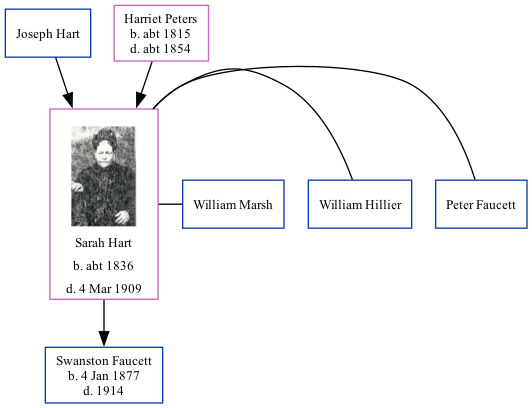 Joseph Hart
Harriet Peters
b. abt 1815
d. abt 1854
Sarah Hart
b. abt 1836
d. 4 Mar 1909
William Marsh
William Hillier
Peter Faucett
Swanston Faucett
b. 4 Jan 1877
d. 1914